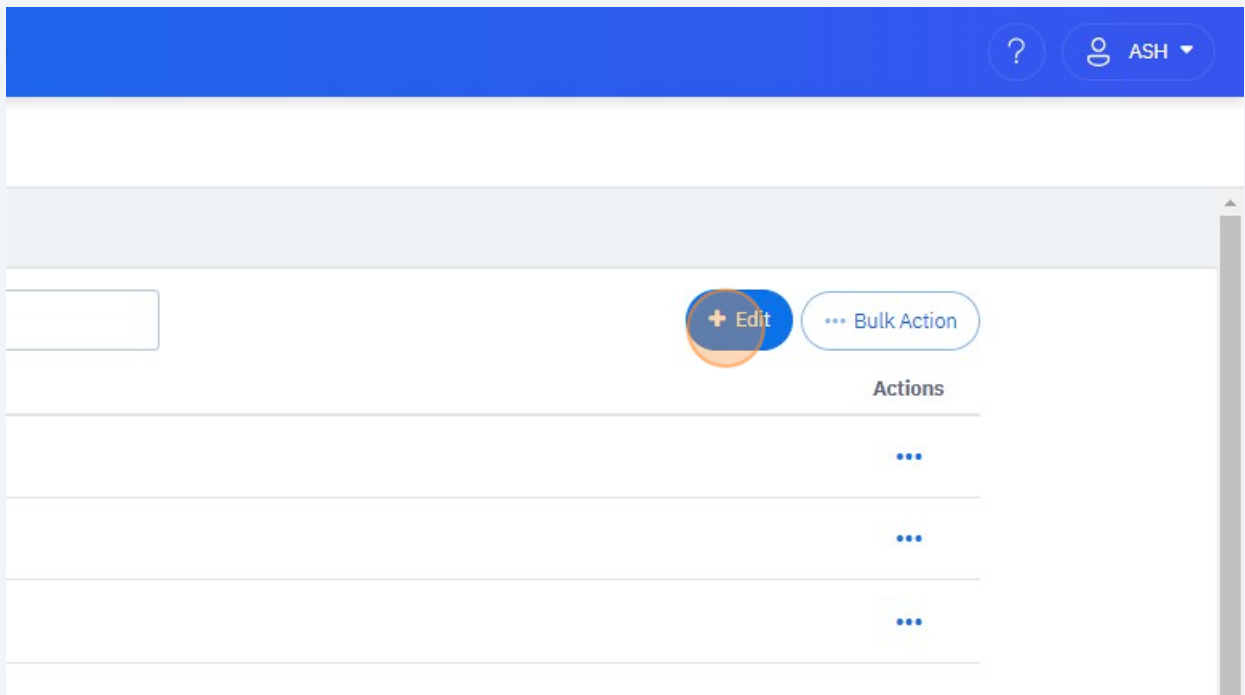 ? ASH
+ Edit ••• Bulk Action
Actions
•••
•••
•••